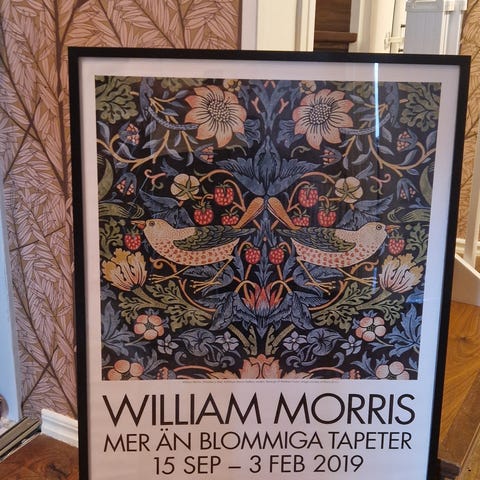 WILLIAM MORRIS
MER ÄN BLOMMIGA TAPETER
15 SEP – 3 FEB 2019